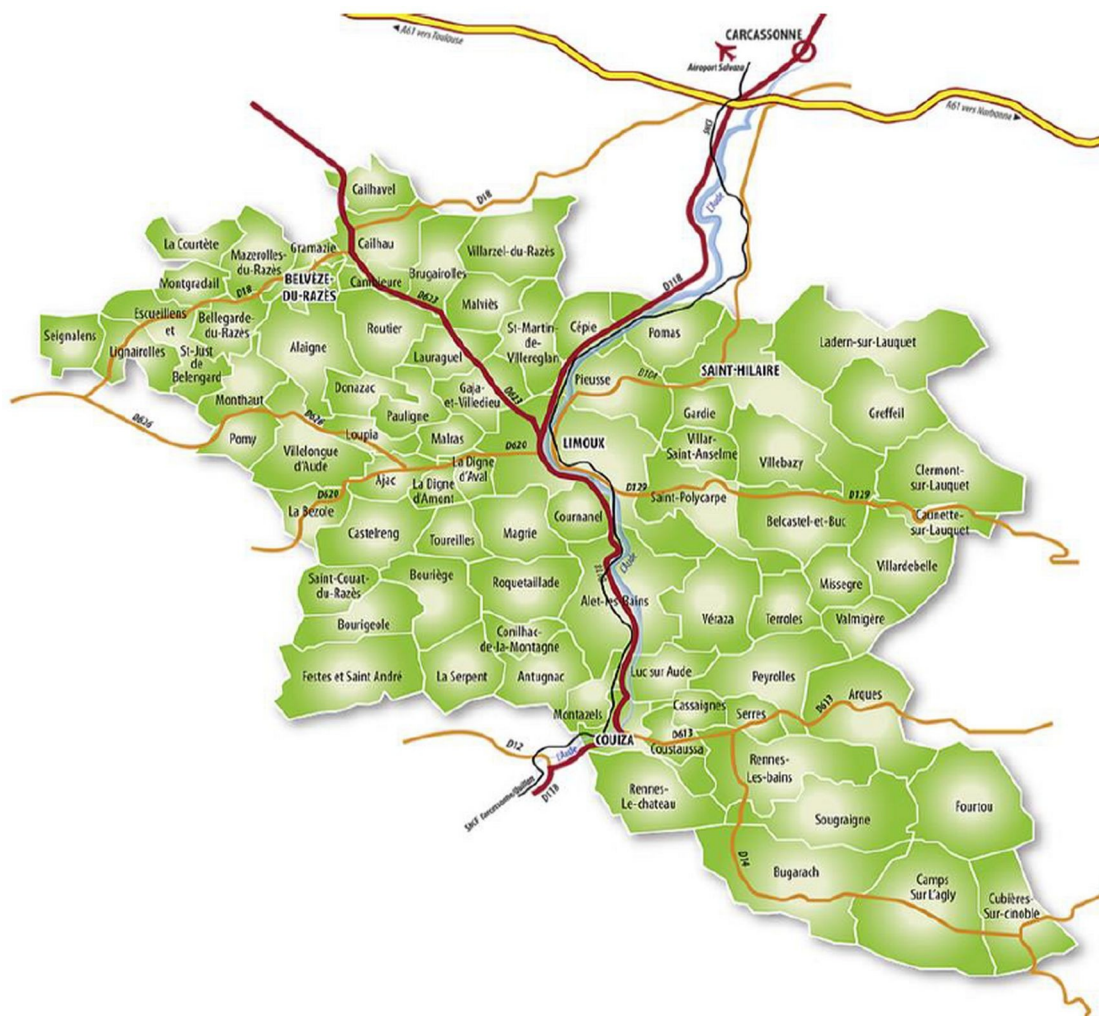 A61 vers Toulouse
CARCASSONNE
Aéroport Salvaza
A61 vers Narbonne
SNCF
L'Aude
D118
Cailhavel
D18
La Courtète
Mazerolles-
du-Razès
Gramazie
Cailhau
Brugairolles
Villarzel-du-Razès
Montgradail
D18
BELVÈZE-
DU-RAZÈS
Cambieure
D623
Malviès
Seignalens
Escueillens
et
Lignairolles
Bellegarde-
du-Razès
St-Just
de
Belengard
Alaigne
Routier
Lauraguel
St-Martin-
de-
Villereglan
Cépie
Pomas
Ladern-sur-Lauquet
Pieusse
D104
SAINT-HILAIRE
Greffeil
Monthaut
Donazac
Gaja-
et-Villedieu
D623
Pauligne
Gardie
D626
Pomy
D626
Loupia
Malras
D620
LIMOUX
Villar-
Saint-Anselme
Villebazy
Villelongue
d'Aude
Ajac
La Digne
d'Aval
La Digne
d'Amont
Clermont-
sur-Lauquet
D620
La Bezole
D129
Saint-Polycarpe
D129
Castelreng
Toureilles
Magrie
Cournanel
Belcastel-et-Buc
Caunette-
sur-Lauquet
L'Aude
Villardebelle
Saint-Couat-
du-Razès
Bouriège
Roquetaillade
Alet-les-Bains
Missegre
Bourigeole
Véraza
Terroles
Valmigère
Conilhac-
de-la-Montagne
Festes et Saint André
La Serpent
Antugnac
Luc sur Aude
Peyrolles
Arques
Montazels
Cassaignes
Serres
D613
D12
L'Aude
COUIZA
D613
Coustaussa
SNCF Carcassonne/Quillan
D118
Rennes-
Le-chateau
Rennes-
Les-bains
Fourtou
Sougraigne
D14
Bugarach
Camps
Sur L'agly
Cubières-
Sur-cinoble